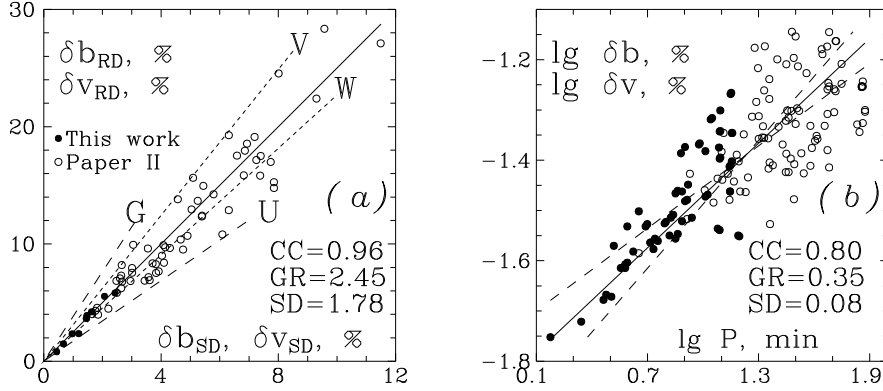 30
20
10
0
0
4
8
12
δb_RD, %
δv_RD, %
V
W
This work
Paper II
G
U
(a)
CC=0.96
GR=2.45
SD=1.78
δb_SD, δv_SD, %
-1.2
-1.4
-1.6
-1.8
0.1
0.7
1.3
1.9
lg δb, %
lg δv, %
(b)
CC=0.80
GR=0.35
SD=0.08
lg P, min